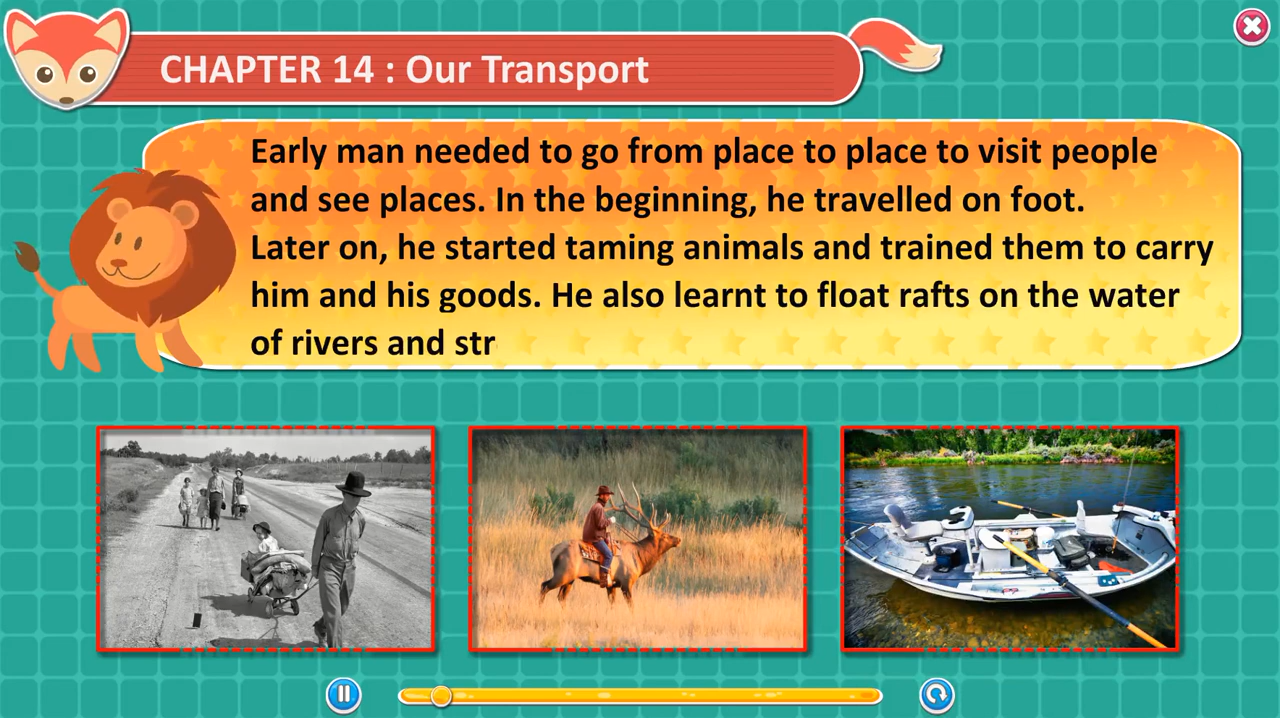 CHAPTER 14 : Our Transport
Early man needed to go from place to place to visit people
and see places. In the beginning, he travelled on foot.
Later on, he started taming animals and trained them to carry
him and his goods. He also learnt to float rafts on the water
of rivers and str